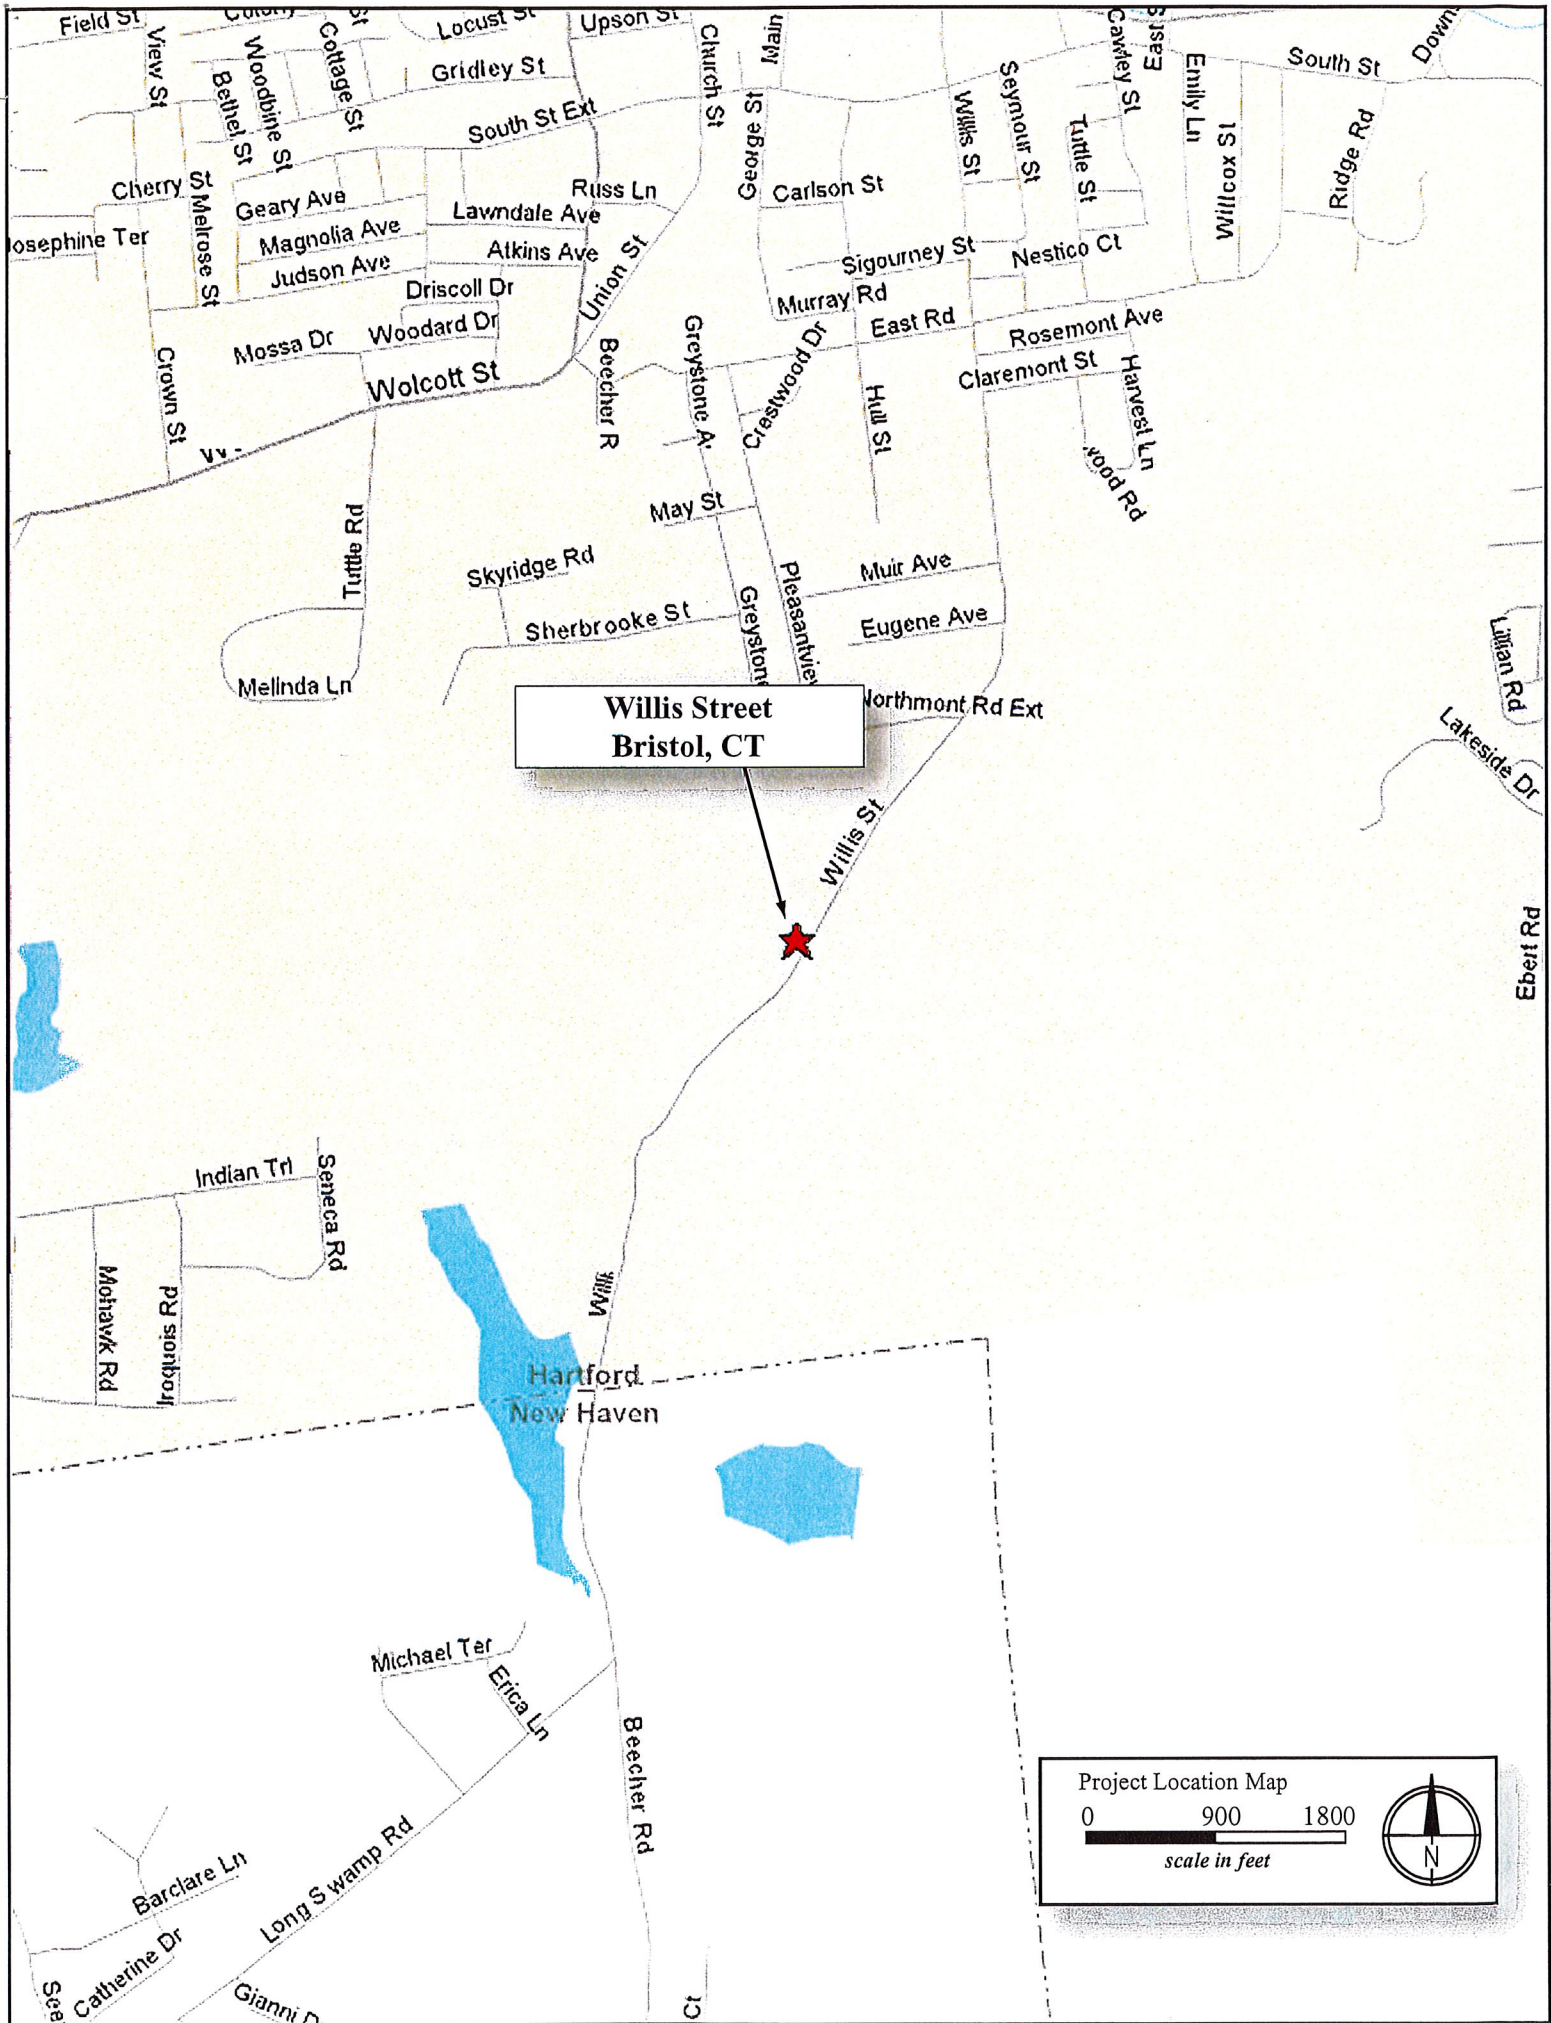 Field St
View St
Bethel St
Woodbine St
Cottage St
Locust St
Upson St
Gridley St
South St Ext
Church St
Main
George St
Willis St
Seymour St
Tuttle St
Cawley St
East
Emily Ln
Willcox St
South St
Down
Ridge Rd
Cherry St
Melrose St
Geary Ave
Magnolia Ave
Judson Ave
Josephine Ter
Lawndale Ave
Russ Ln
Atkins Ave
Union St
Carlson St
Sigourney St
Nestico Ct
Driscoll Dr
Murray Rd
East Rd
Rosemont Ave
Mossa Dr
Woodard Dr
Wolcott St
Crown St
Beecher R
Greystone A
Crestwood Dr
Hull St
Claremont St
Harvest Ln
wood Rd
Tuttle Rd
May St
Skyridge Rd
Sherbrooke St
Greystone
Pleasantview
Muir Ave
Eugene Ave
Melinda Ln
Northmont Rd Ext
Lillian Rd
Lakeside Dr
Willis Street
Bristol, CT
Willis St
Ebert Rd
Indian Trl
Seneca Rd
Mohawk Rd
Iroquois Rd
Willi
Hartford
New Haven
Michael Ter
Erica Ln
Beecher Rd
Long Swamp Rd
Barclare Ln
Catherine Dr
See
Gianni D
Ct
Project Location Map
0 900 1800
scale in feet
N